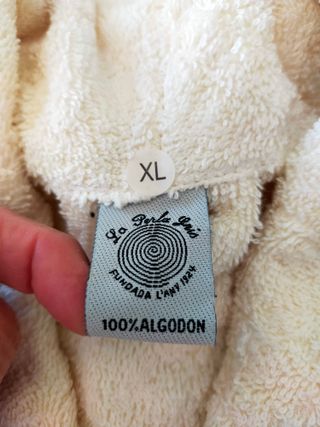 XL
La Perla Gris
FUNDADA L'ANY 1924
100% ALGODON